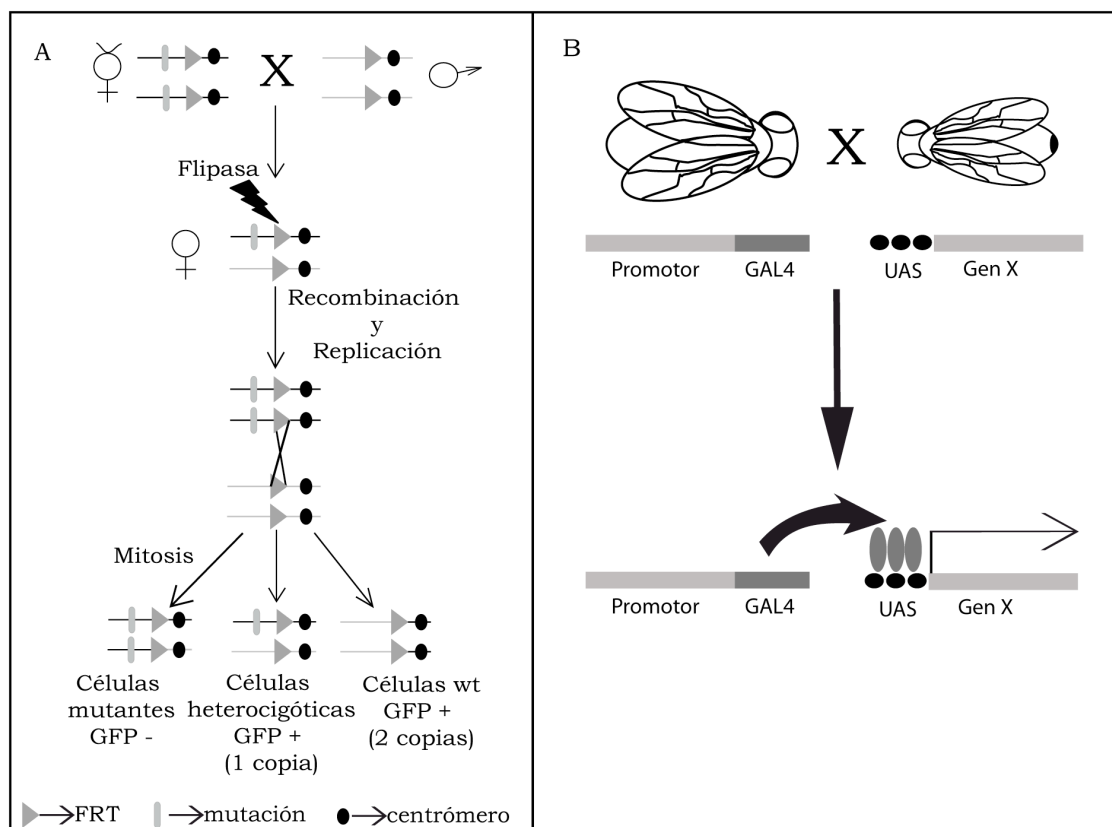 A
X
Flipasa
Recombinación
y
Replicación
Mitosis
Células
mutantes
GFP -
Células
heterocigóticas
GFP +
(1 copia)
Células wt
GFP +
(2 copias)
FRT
mutación
centrómero
B
X
Promotor GAL4 UAS Gen X
Promotor GAL4 UAS Gen X